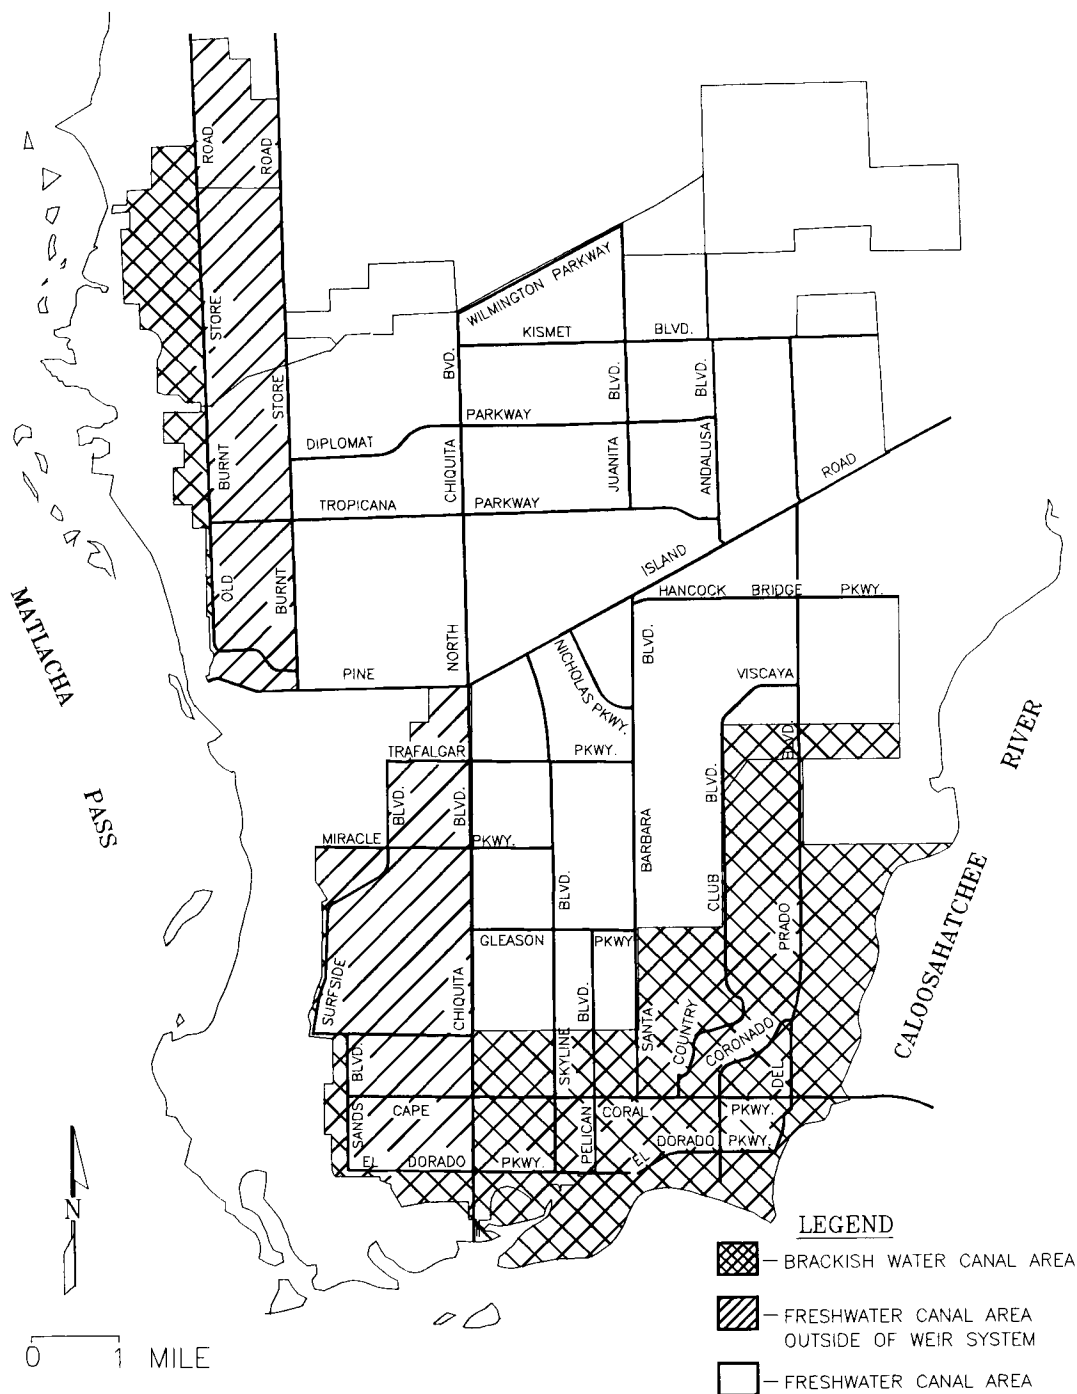 ROAD
ROAD
WILMINGTON PARKWAY
STORE
KISMET BLVD.
BVD.
BLVD.
BLVD.
STORE
PARKWAY
DIPLOMAT
BURNT
CHIQUITA
JUANITA
ANDALUSA
ROAD
TROPICANA PARKWAY
ISLAND
OLD
BURNT
HANCOCK BRIDGE PKWY.
MATLACHA
PASS
NORTH
NICHOLAS PKWY.
BLVD.
PINE
VISCAYA
BLVD.
RIVER
CALOOSAHATCHEE
TRAFALGAR PKWY.
BLVD.
BLVD.
BLVD.
MIRACLE PKWY.
BARBARA
BLVD.
CLUB
PRADO
GLEASON PKWY
SURFSIDE
CHIQUITA
BLVD.
SANTA
COUNTRY
CORONADO
BLVD.
SKYLINE
DEL
SANDS
CAPE CORAL PKWY.
PELICAN
EL DORADO PKWY.
EL DORADO PKWY.
N
LEGEND
– BRACKISH WATER CANAL AREA
– FRESHWATER CANAL AREA
OUTSIDE OF WEIR SYSTEM
– FRESHWATER CANAL AREA
0 1 MILE